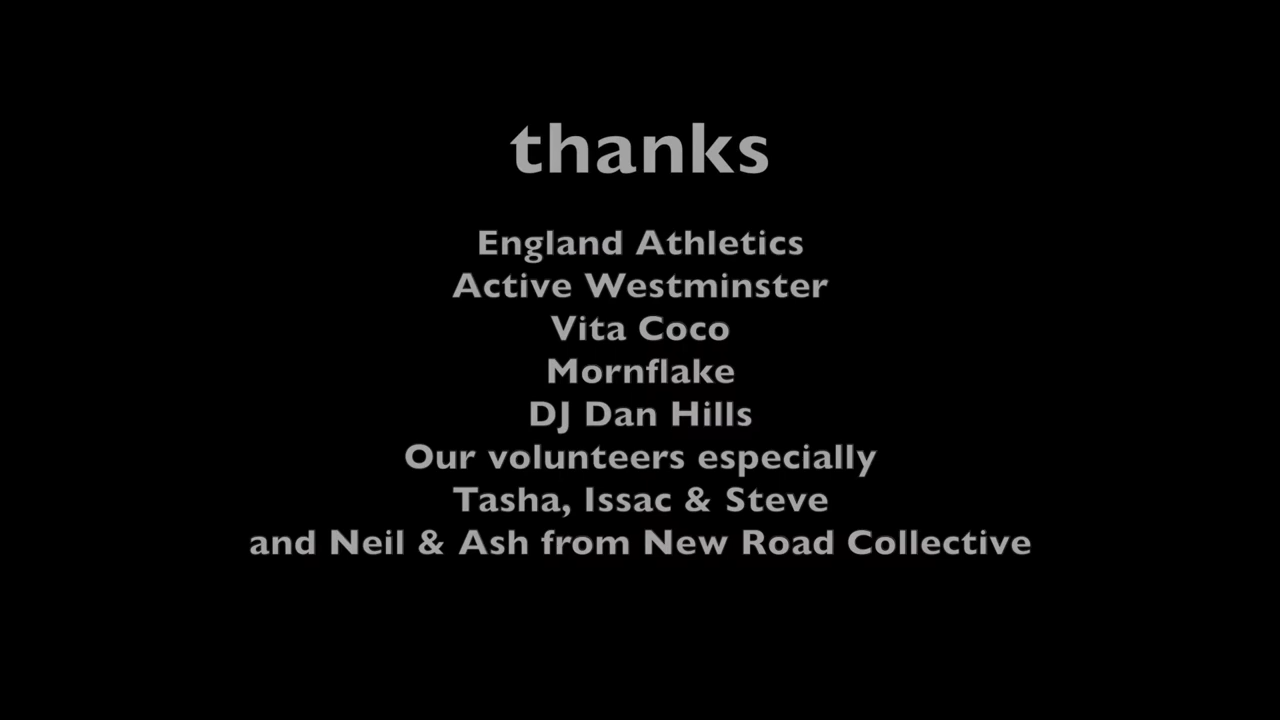 thanks
England Athletics
Active Westminster
Vita Coco
Mornflake
DJ Dan Hills
Our volunteers especially
Tasha, Issac & Steve
and Neil & Ash from New Road Collective